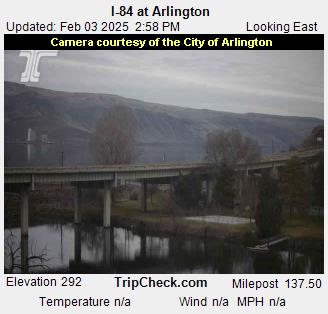 I-84 at Arlington
Updated: Feb 03 2025 2:58 PM Looking East
Camera courtesy of the City of Arlington
Elevation 292 TripCheck.com Milepost 137.50
Temperature n/a Wind n/a MPH n/a